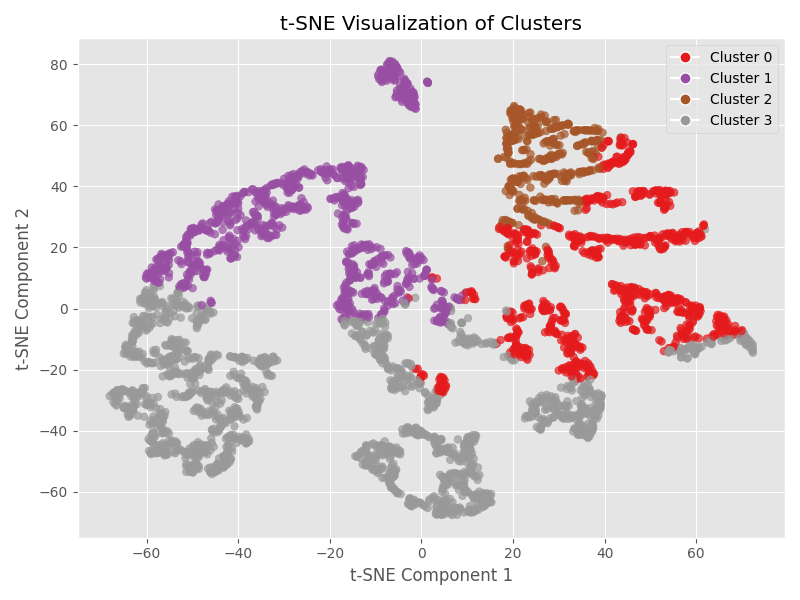 t-SNE Visualization of Clusters
Cluster 0
Cluster 1
Cluster 2
Cluster 3
80
60
40
20
0
−20
−40
−60
t-SNE Component 2
−60
−40
−20
0
20
40
60
t-SNE Component 1